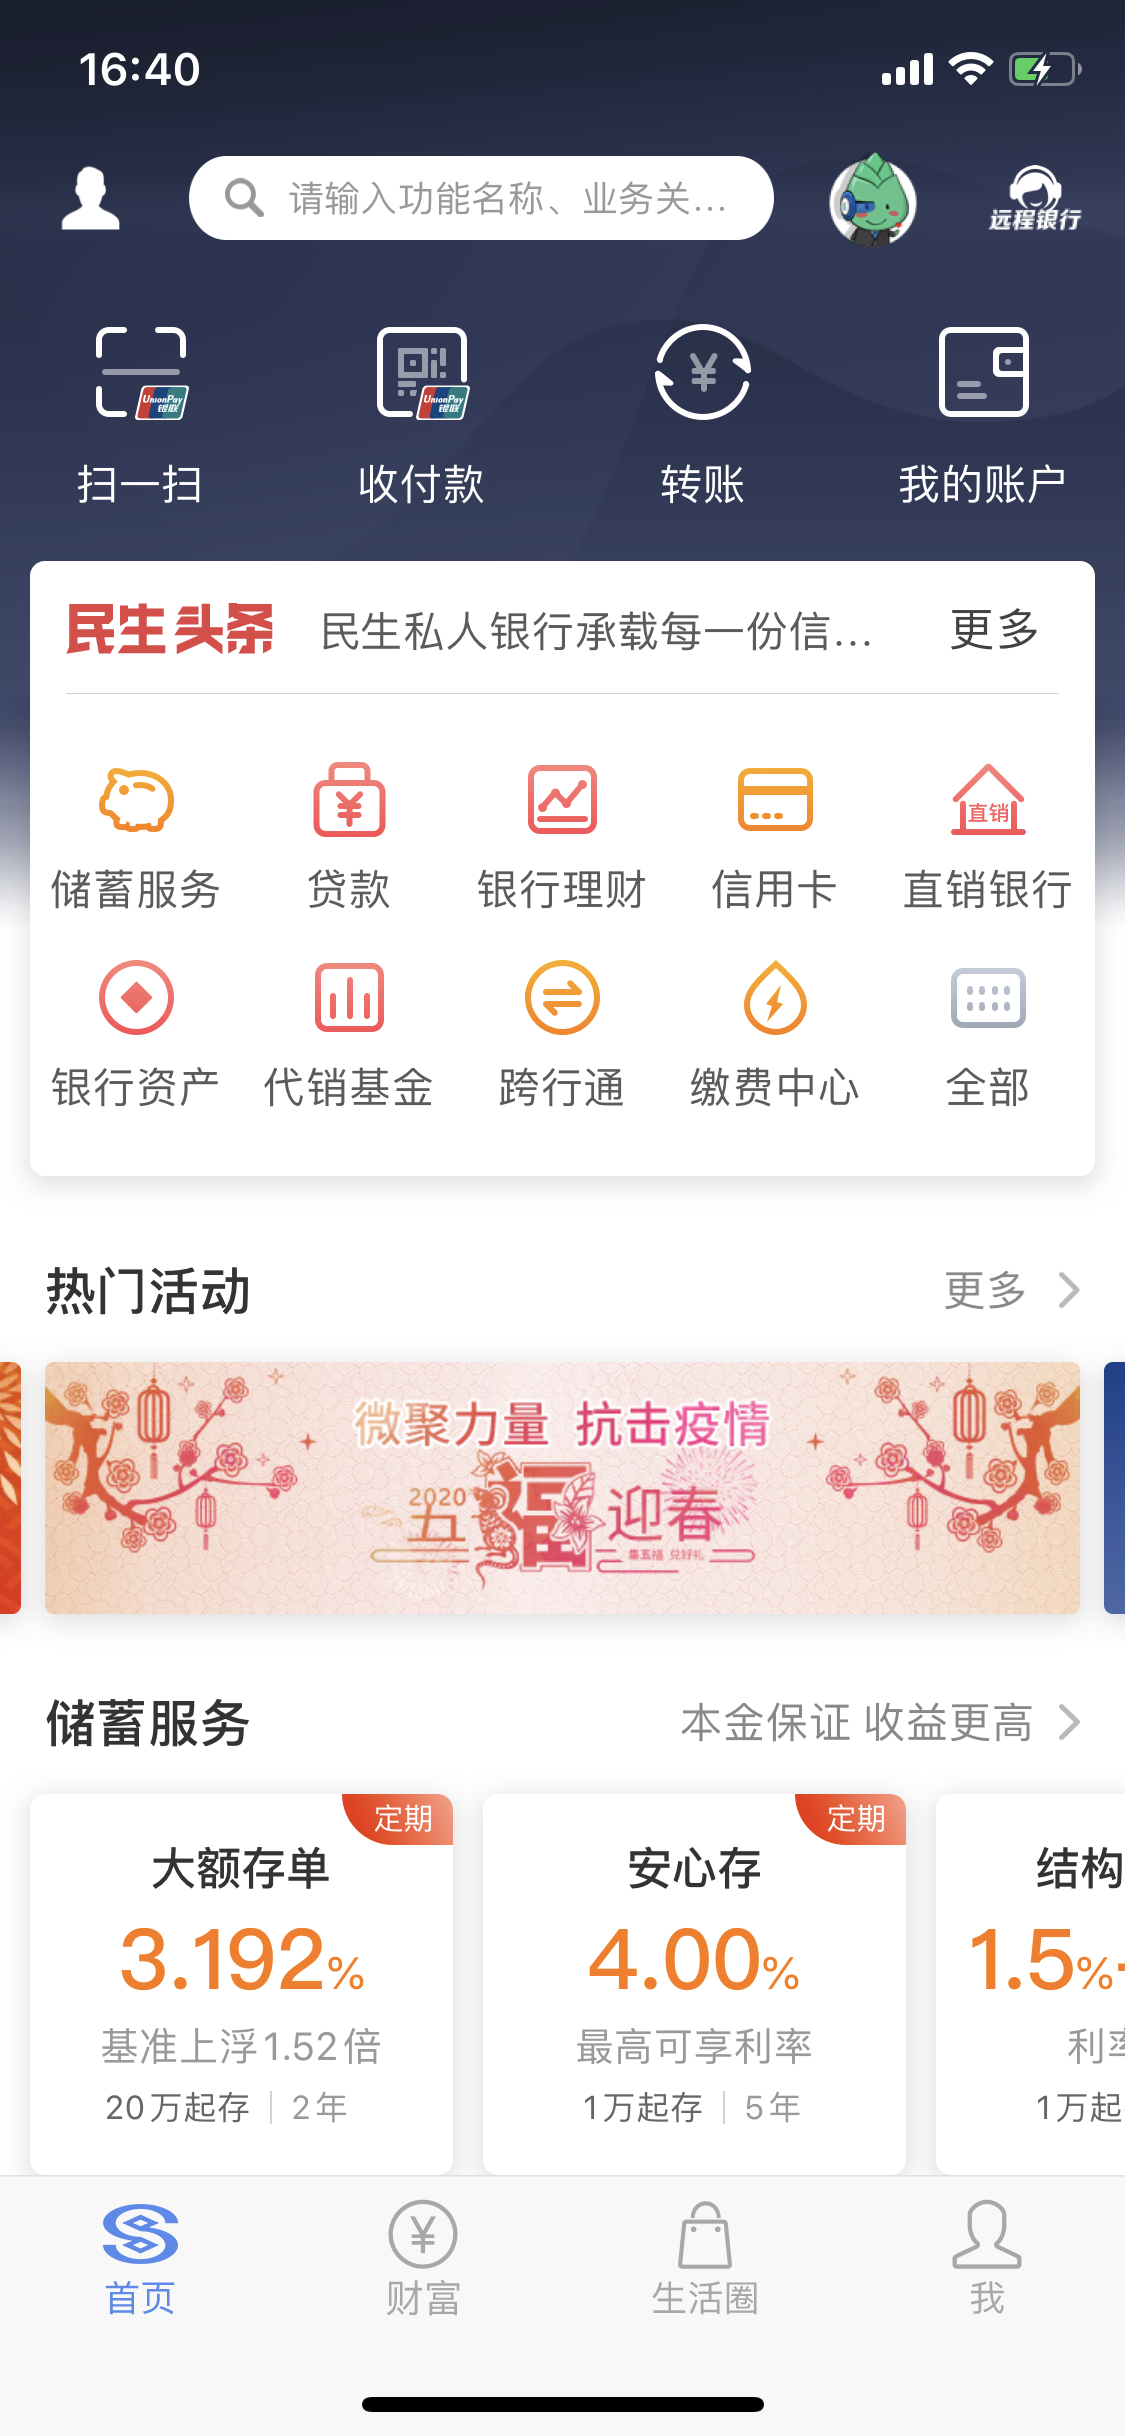 16:40
请输入功能名称、业务关...
远程银行
UnionPay
银联
UnionPay
银联
¥
扫一扫
收付款
转账
我的账户
民生头条
民生私人银行承载每一份信...
更多
¥
直销
储蓄服务
贷款
银行理财
信用卡
直销银行
银行资产
代销基金
跨行通
缴费中心
全部
热门活动
更多
微聚力量 抗击疫情
2020
五福迎春
集五福 兑好礼
储蓄服务
本金保证 收益更高
定期
大额存单
3.192%
基准上浮1.52倍
20万起存 | 2年
定期
安心存
4.00%
最高可享利率
1万起存 | 5年
结构
1.5%-
利率
1万起
¥
首页
财富
生活圈
我